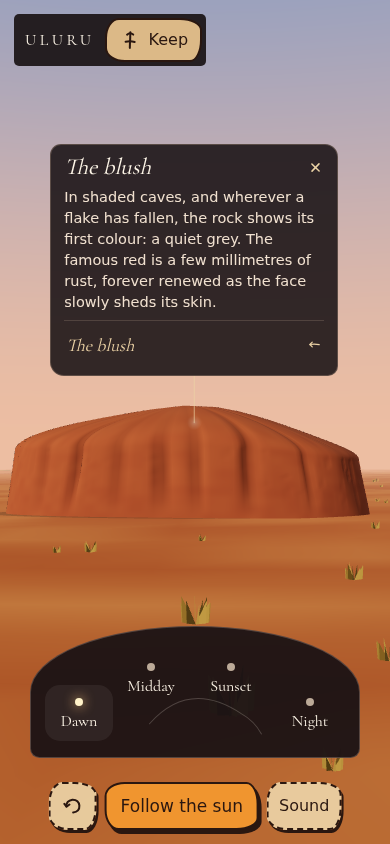 ULURU
Keep
The blush
In shaded caves, and wherever a
flake has fallen, the rock shows its
first colour: a quiet grey. The
famous red is a few millimetres of
rust, forever renewed as the face
slowly sheds its skin.
The blush
Midday
Sunset
Dawn
Night
Follow the sun
Sound